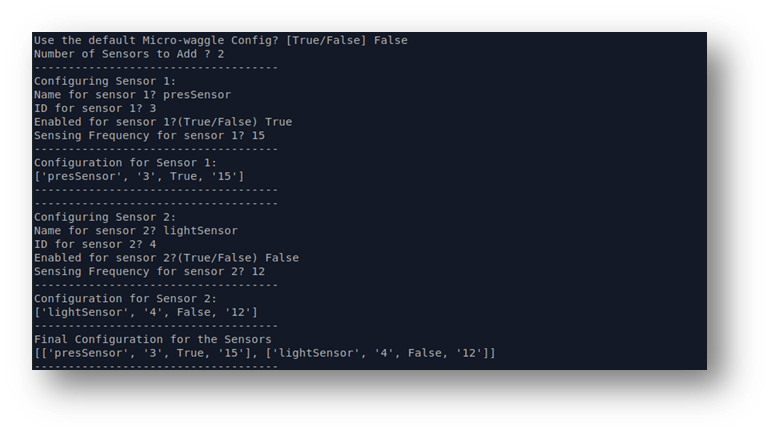 Use the default Micro-waggle Config? [True/False] False
Number of Sensors to Add ? 2
------------------------------------
Configuring Sensor 1:
Name for sensor 1? presSensor
ID for sensor 1? 3
Enabled for sensor 1?(True/False) True
Sensing Frequency for sensor 1? 15
------------------------------------
Configuration for Sensor 1:
['presSensor', '3', True, '15']
------------------------------------
------------------------------------
Configuring Sensor 2:
Name for sensor 2? lightSensor
ID for sensor 2? 4
Enabled for sensor 2?(True/False) False
Sensing Frequency for sensor 2? 12
------------------------------------
Configuration for Sensor 2:
['lightSensor', '4', False, '12']
------------------------------------
Final Configuration for the Sensors
[['presSensor', '3', True, '15'], ['lightSensor', '4', False, '12']]
------------------------------------